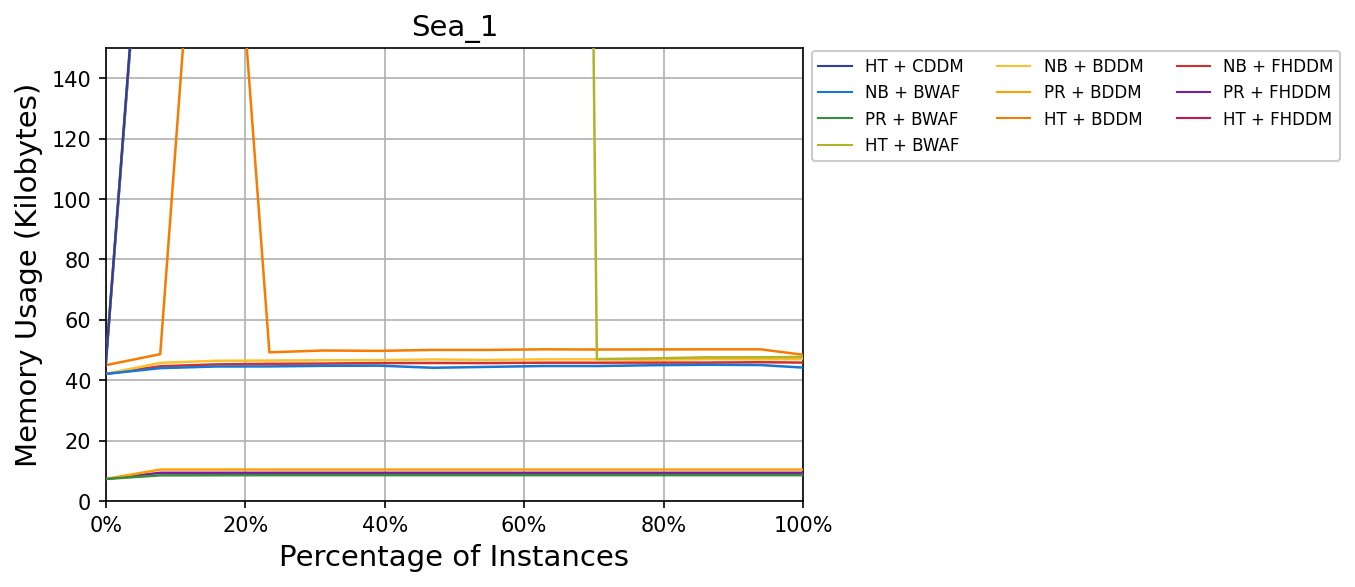 Sea_1
Memory Usage (Kilobytes)
140
120
100
80
60
40
20
0
0%
20%
40%
60%
80%
100%
Percentage of Instances
HT + CDDM
NB + BWAF
PR + BWAF
HT + BWAF
NB + BDDM
PR + BDDM
HT + BDDM
NB + FHDDM
PR + FHDDM
HT + FHDDM